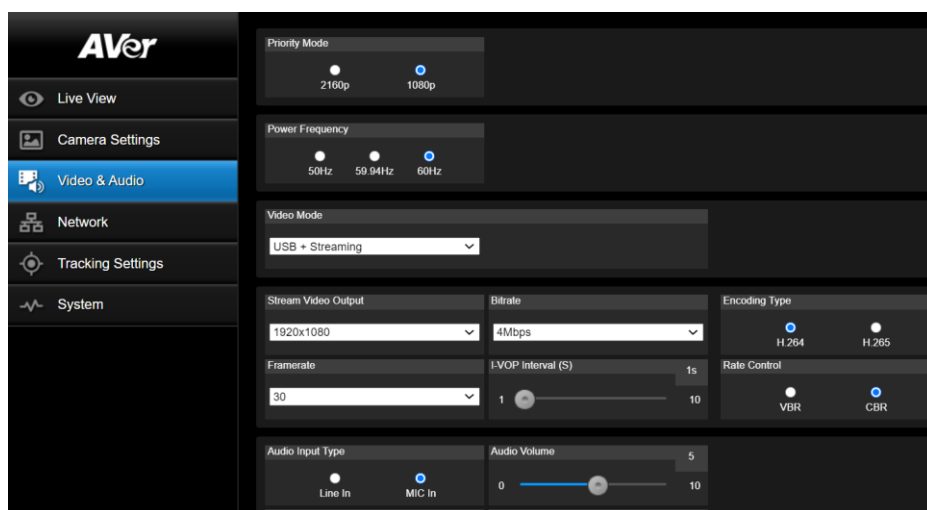 AVer
Live View
Camera Settings
Video & Audio
Network
Tracking Settings
System
Priority Mode
2160p 1080p
Power Frequency
50Hz 59.94Hz 60Hz
Video Mode
USB + Streaming
Stream Video Output Bitrate Encoding Type
1920x1080 4Mbps H.264 H.265
Framerate I-VOP Interval (S) 1s Rate Control
30 1 10 VBR CBR
Audio Input Type Audio Volume 5
Line In MIC In 0 10